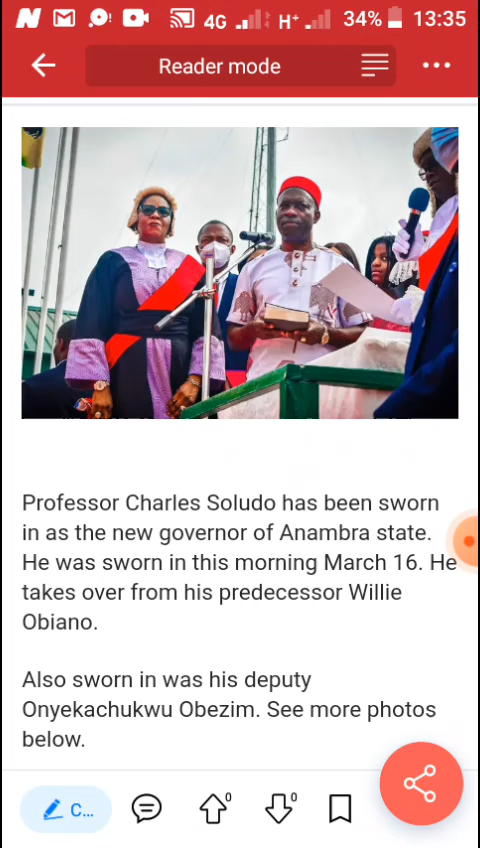 4G H+ 34% 13:35
Reader mode
Professor Charles Soludo has been sworn
in as the new governor of Anambra state.
He was sworn in this morning March 16. He
takes over from his predecessor Willie
Obiano.
Also sworn in was his deputy
Onyekachukwu Obezim. See more photos
below.
C... 0 0